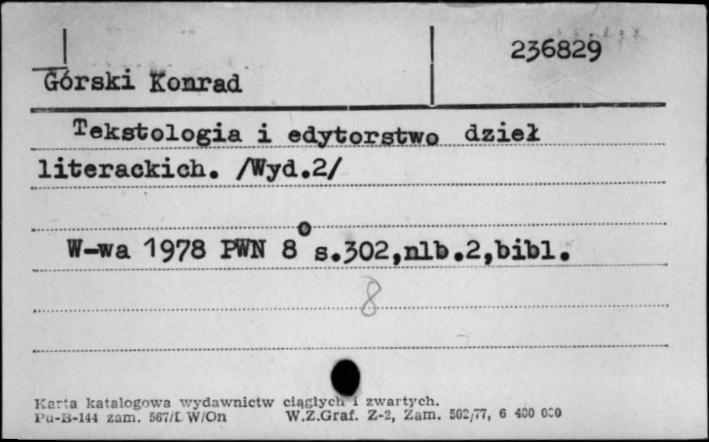 236829
Górski Konrad
Tekstologia i edytorstwo dzieł
literackich. /Wyd.2/
W-wa 1978 PWN 8° s.302,nlb.2,bibl.
8
Karta katalogowa wydawnictw ciągłych i zwartych.
Pu-B-144 zam. 567/L W/On W.Z.Graf. Z-2, Zam. 502/77, 6 400 000